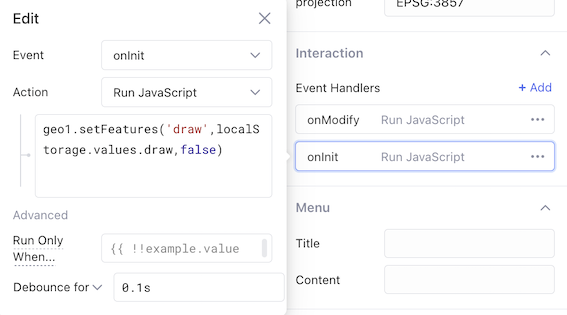 Edit
Event
onInit
Action
Run JavaScript
geo1.setFeatures('draw',localS
torage.values.draw,false)
Advanced
Run Only
When...
{{ !!example.value
Debounce for
0.1s
projection
EPSG:3857
Interaction
Event Handlers
+ Add
onModify Run JavaScript
onInit Run JavaScript
Menu
Title
Content